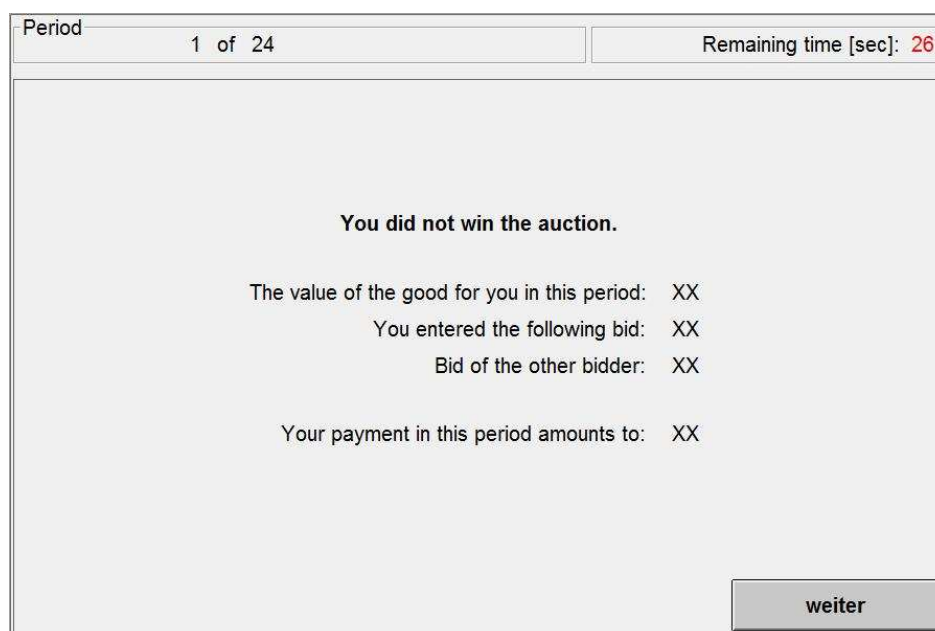 Period
1 of 24
Remaining time [sec]: 26
You did not win the auction.
The value of the good for you in this period: XX
You entered the following bid: XX
Bid of the other bidder: XX
Your payment in this period amounts to: XX
weiter